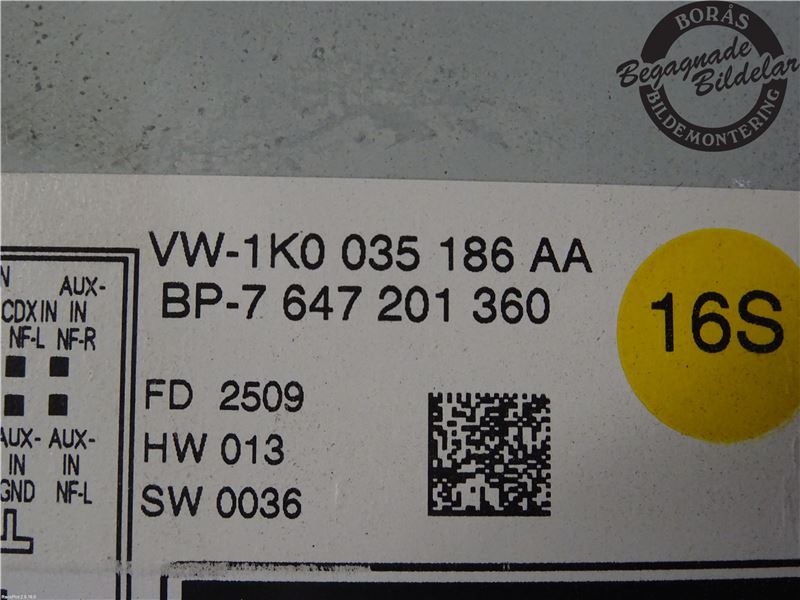 BORÅS
Begagnade
Bildelar
BILDEMONTERING
VW-1K0 035 186 AA
BP-7 647 201 360
16S
FD 2509
HW 013
SW 0036
AUX-
CDX IN IN
NF-L NF-R
AUX- AUX-
IN IN
GND NF-L